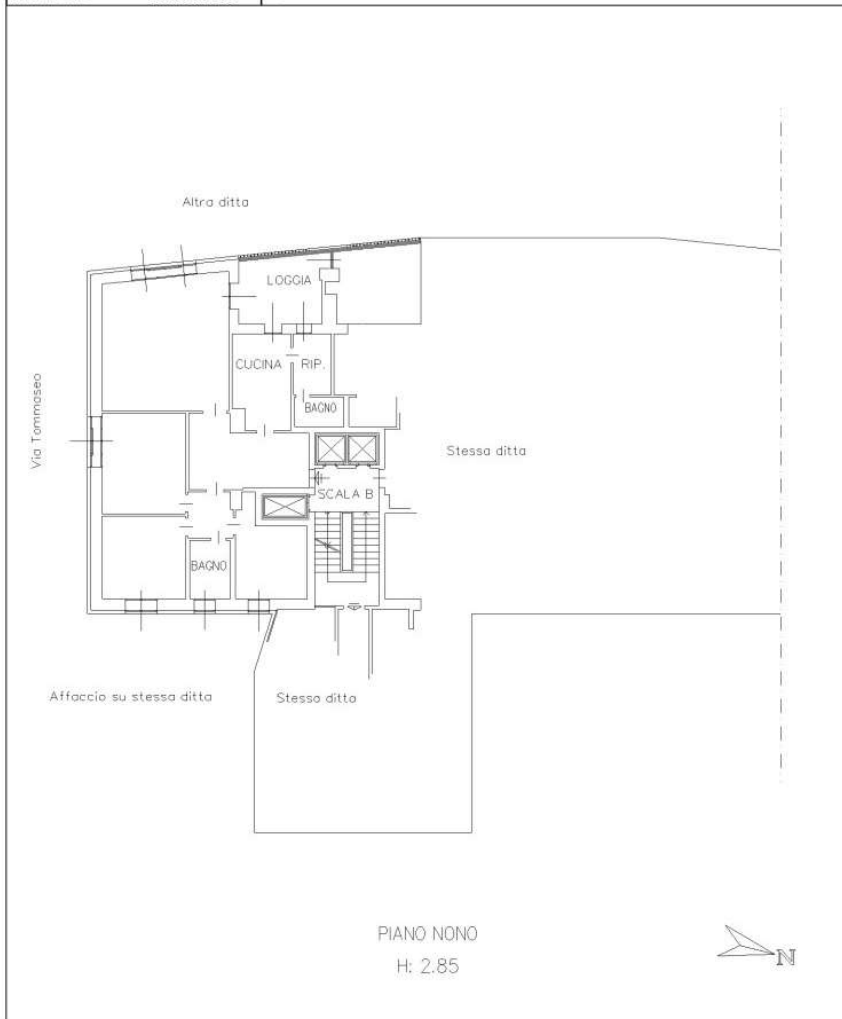 Altra ditta
LOGGIA
Via Tommaseo
CUCINA
RIP.
BAGNO
Stessa ditta
SCALA B
BAGNO
Affaccio su stessa ditta
Stessa ditta
PIANO NONO
H: 2.85
N